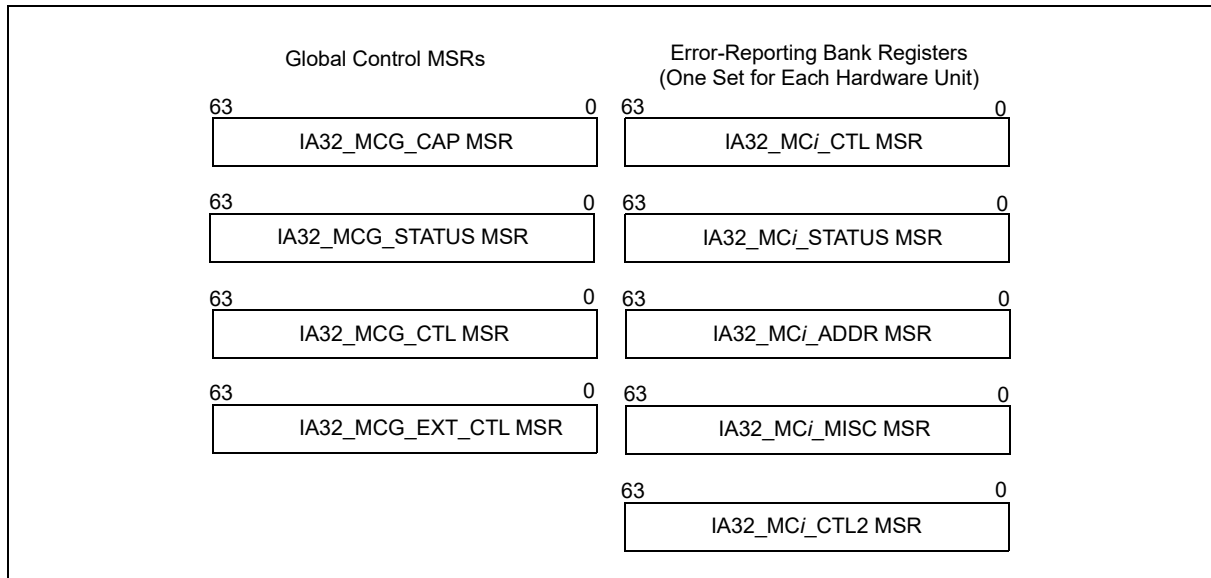 Global Control MSRs
63 0
IA32_MCG_CAP MSR
63 0
IA32_MCG_STATUS MSR
63 0
IA32_MCG_CTL MSR
63 0
IA32_MCG_EXT_CTL MSR
Error-Reporting Bank Registers
(One Set for Each Hardware Unit)
63 0
IA32_MCi_CTL MSR
63 0
IA32_MCi_STATUS MSR
63 0
IA32_MCi_ADDR MSR
63 0
IA32_MCi_MISC MSR
63 0
IA32_MCi_CTL2 MSR